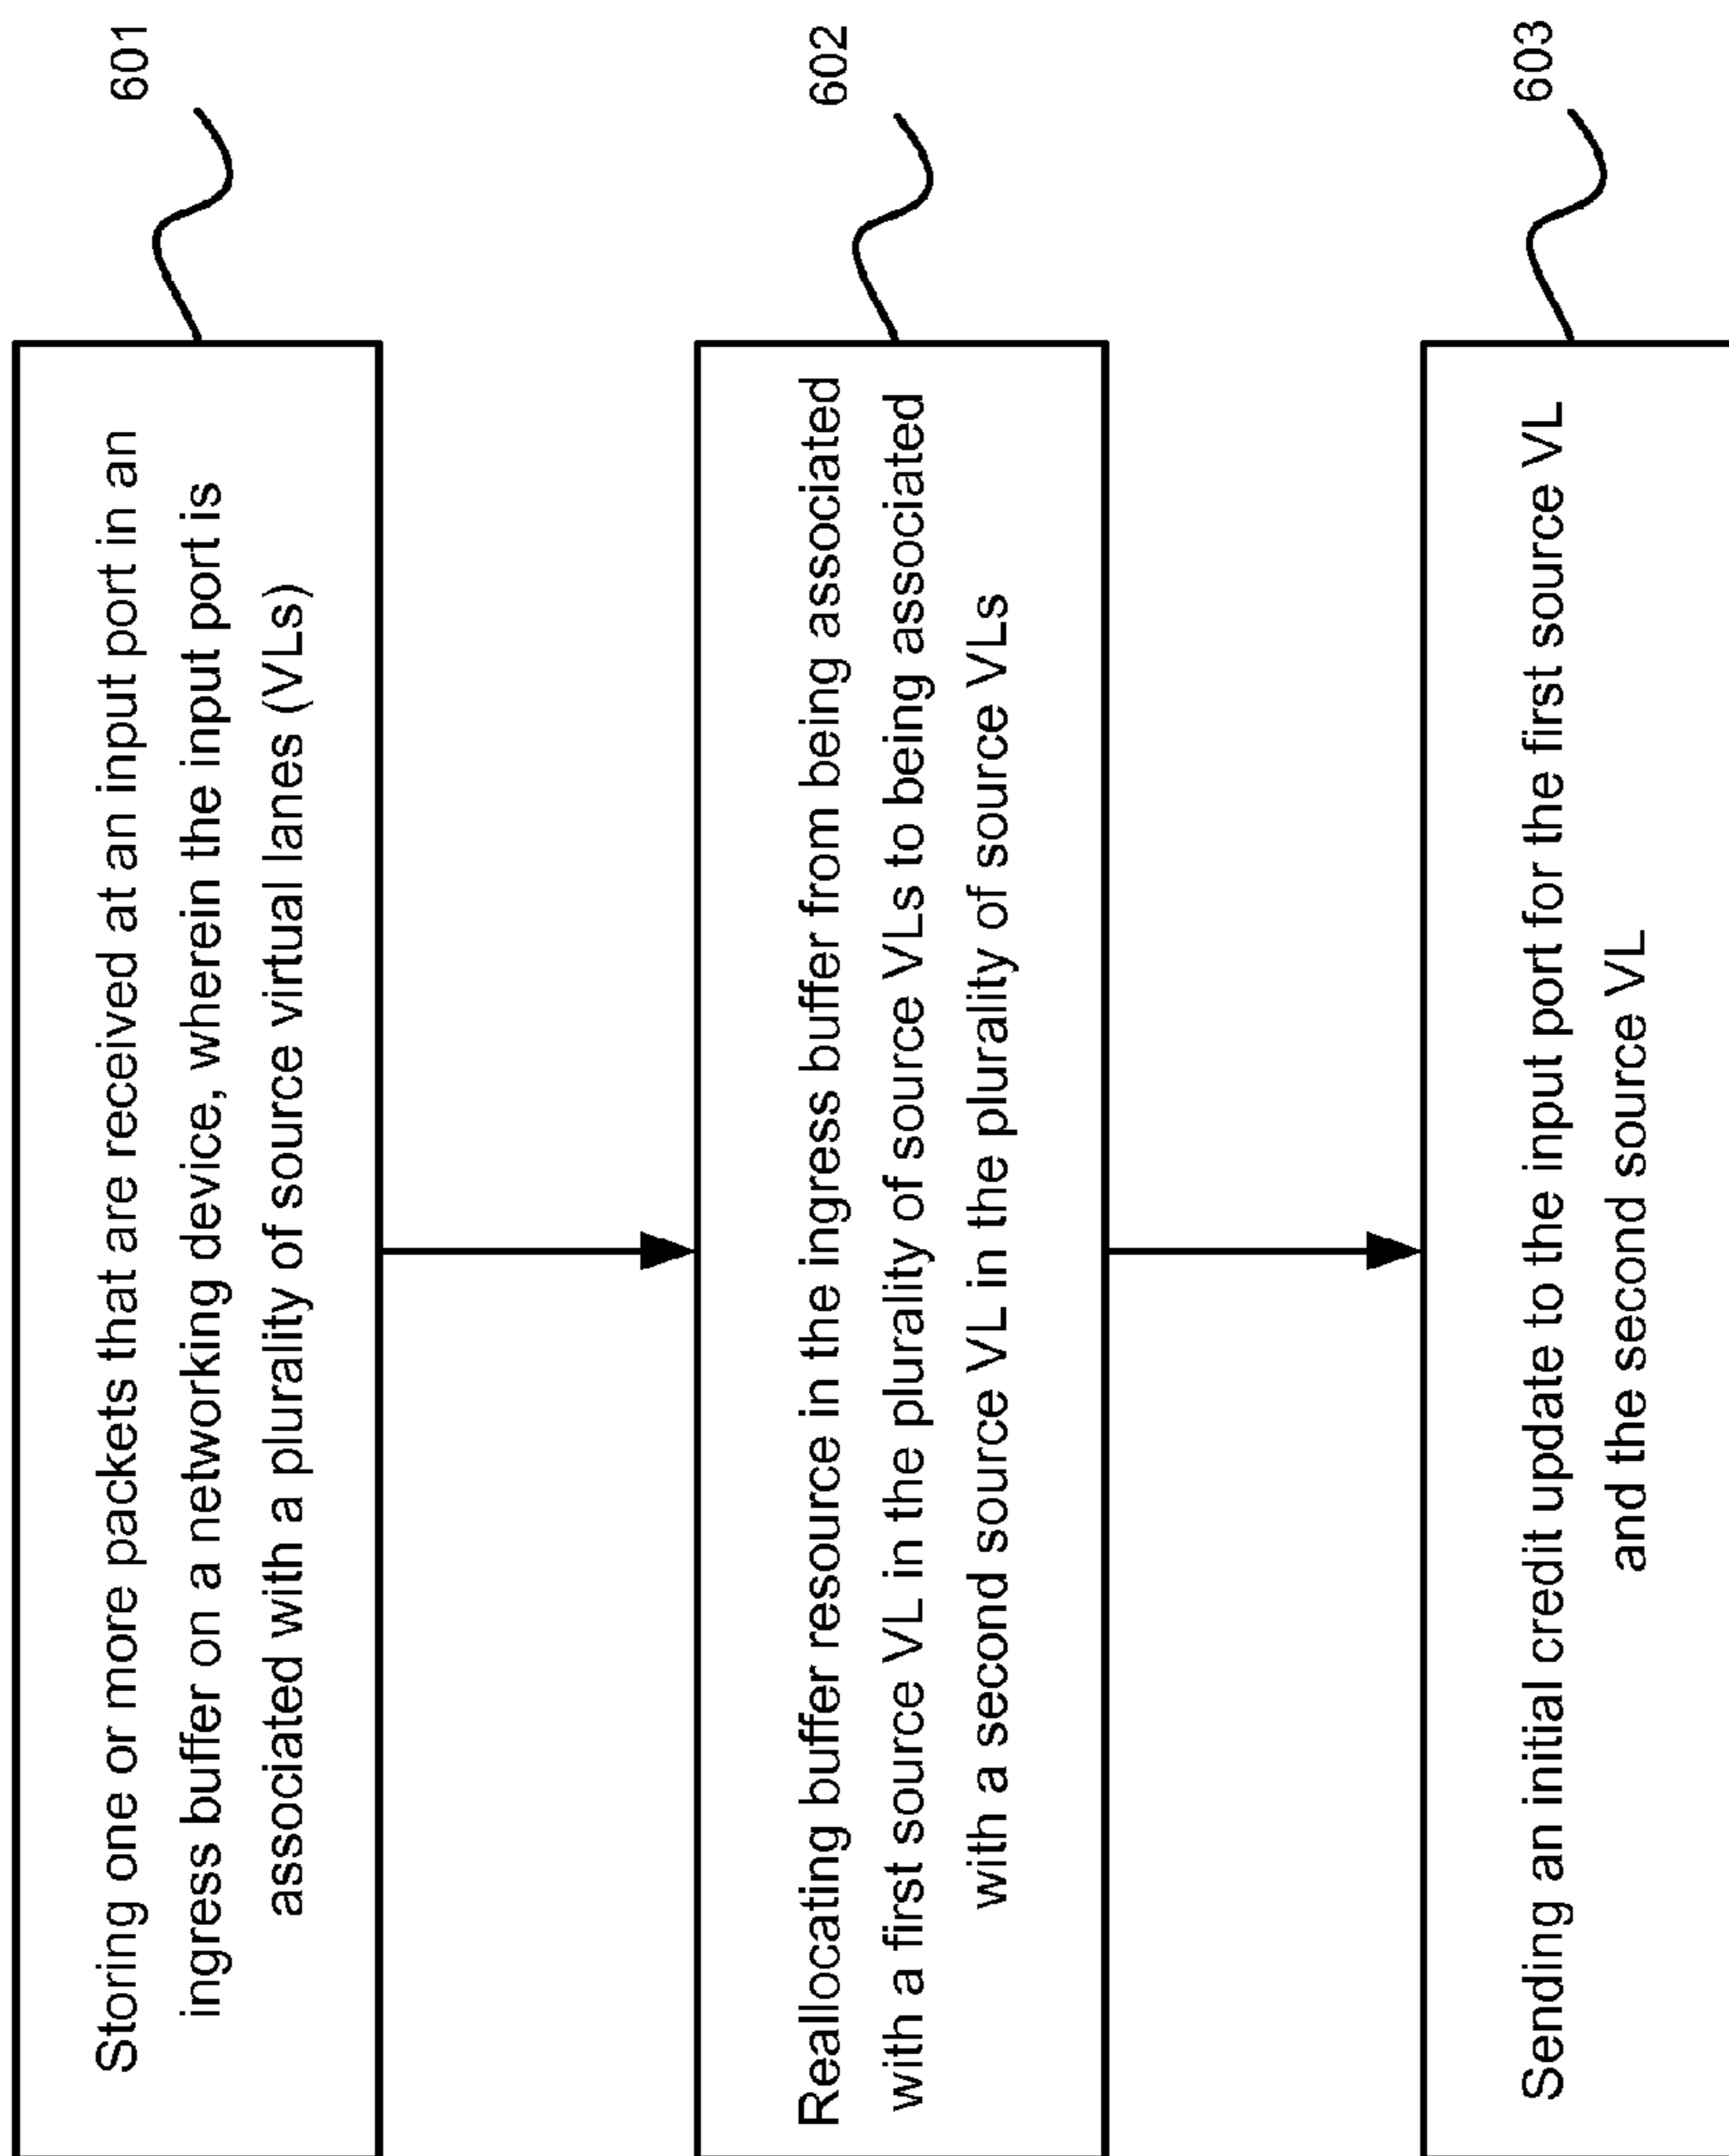 Storing one or more packets that are received at an input port in an
ingress buffer on a networking device, wherein the input port is
associated with a plurality of source virtual lanes (VLs)
601
Reallocating buffer resource in the ingress buffer from being associated
with a first source VL in the plurality of source VLs to being associated
with a second source VL in the plurality of source VLs
602
Sending an initial credit update to the input port for the first source VL
and the second source VL
603